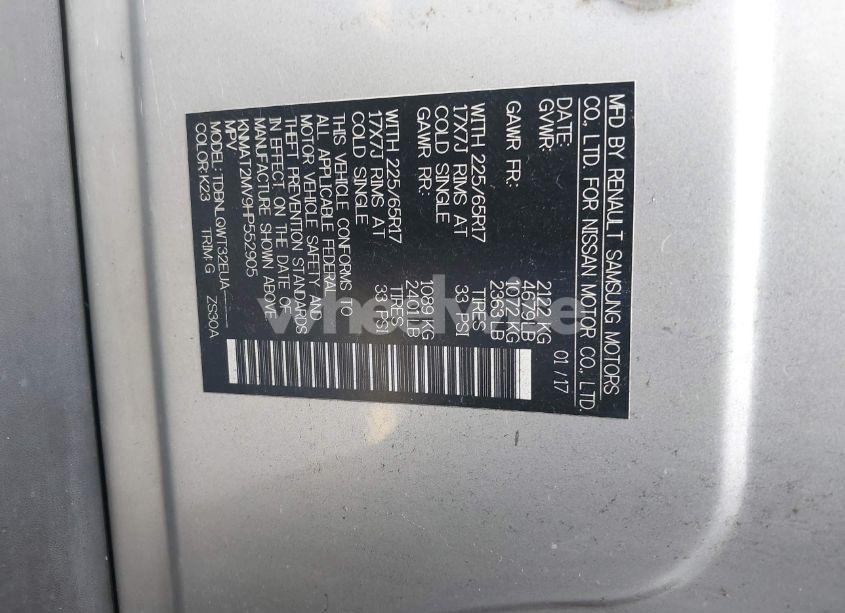 MFD BY RENAULT SAMSUNG MOTORS
CO., LTD. FOR NISSAN MOTOR CO., LTD.
DATE: 01 / 17
GVWR: 2122 KG
4679 LB
GAWR FR: 1072 KG
2363 LB
WITH 225/65R17 TIRES
17X7J RIMS AT 33 PSI
COLD SINGLE
GAWR RR: 1089 KG
2401 LB
WITH 225/65R17 TIRES
17X7J RIMS AT 33 PSI
COLD SINGLE
THIS VEHICLE CONFORMS TO
ALL APPLICABLE FEDERAL
MOTOR VEHICLE SAFETY AND
THEFT PREVENTION STANDARDS
IN EFFECT ON THE DATE OF
MANUFACTURE SHOWN ABOVE
KNMAT2MV9HP552905
MPV
MODEL: TDBNLQWT32EUA-----
COLOR: K23 TRIM: G ZS30A